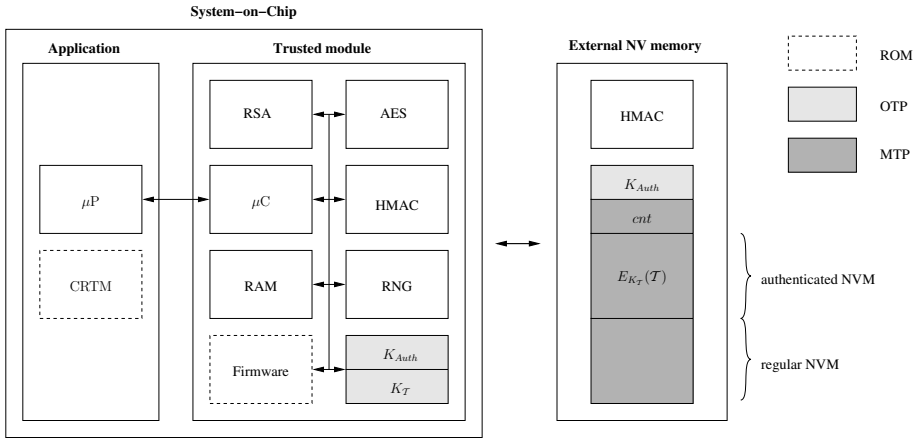 System-on-Chip
Application
Trusted module
External NV memory
ROM
OTP
MTP
RSA
AES
HMAC
μP
μC
HMAC
K_Auth
cnt
CRTM
RAM
RNG
E_{K_𝒯}(𝒯)
authenticated NVM
Firmware
K_Auth
K_𝒯
regular NVM